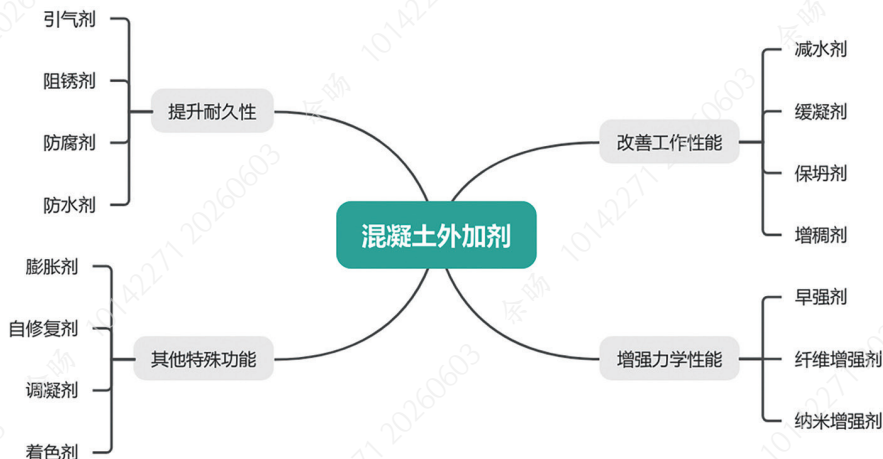 混凝土外加剂
提升耐久性
引气剂
阻锈剂
防腐剂
防水剂
其他特殊功能
膨胀剂
自修复剂
调凝剂
着色剂
改善工作性能
减水剂
缓凝剂
保坍剂
增稠剂
增强力学性能
早强剂
纤维增强剂
纳米增强剂
余旸 10142271 20260603